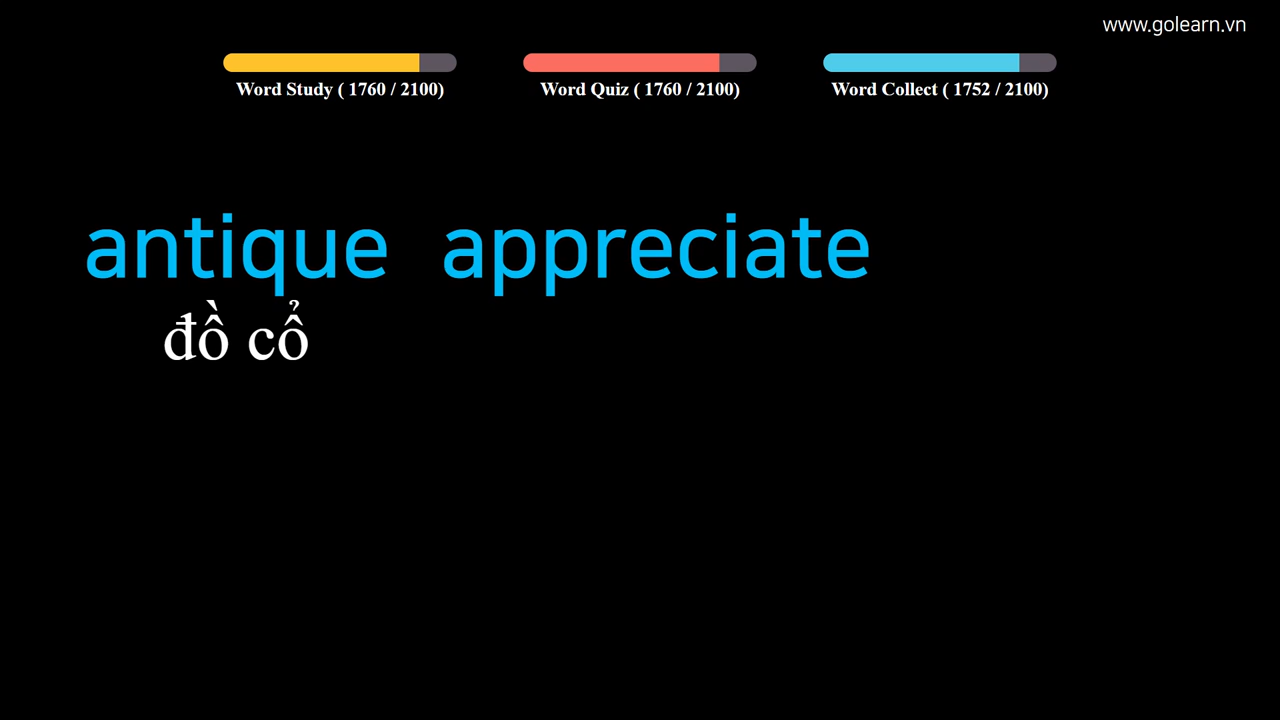 www.golearn.vn
Word Study ( 1760 / 2100)
Word Quiz ( 1760 / 2100)
Word Collect ( 1752 / 2100)
antique appreciate
đồ cổ